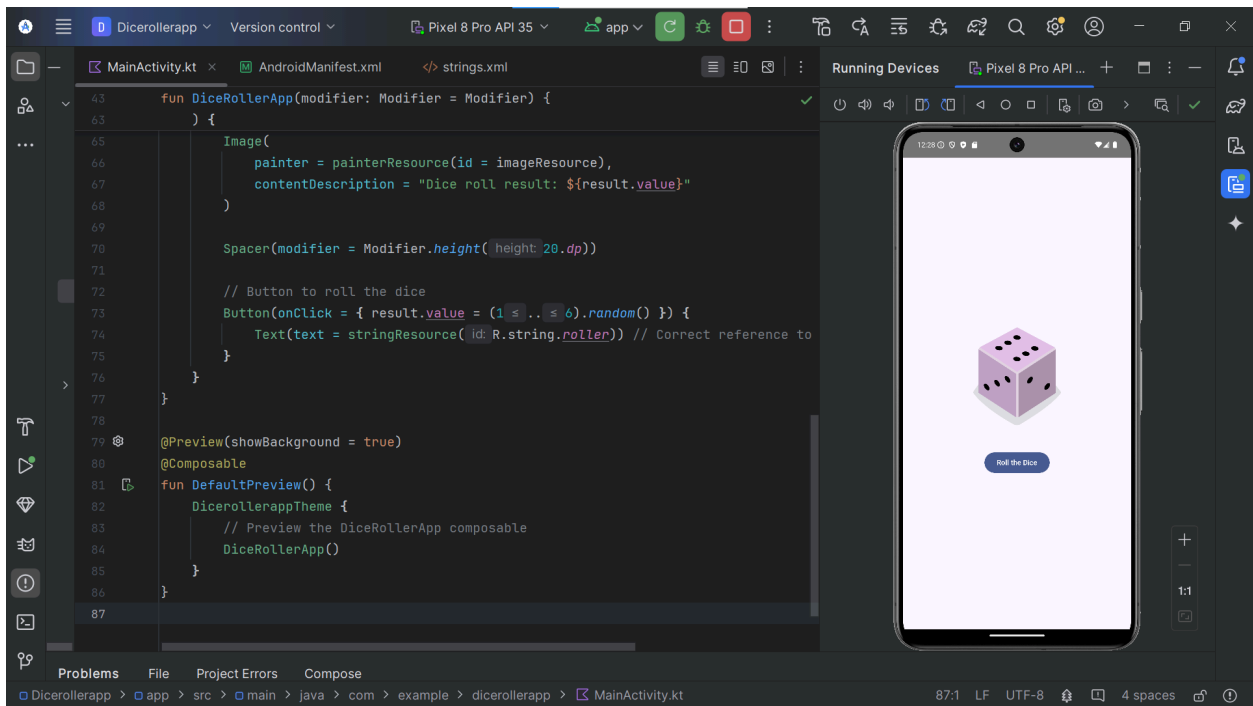 D Dicerollerapp Version control Pixel 8 Pro API 35 app
MainActivity.kt AndroidManifest.xml strings.xml
Running Devices Pixel 8 Pro API ...
43 fun DiceRollerApp(modifier: Modifier = Modifier) {
63 ) {
65 Image(
66 painter = painterResource(id = imageResource),
67 contentDescription = "Dice roll result: ${result.value}"
68 )
69
70 Spacer(modifier = Modifier.height( height: 20.dp))
71
72 // Button to roll the dice
73 Button(onClick = { result.value = (1 ≤ .. ≤ 6).random() }) {
74 Text(text = stringResource( id: R.string.roller)) // Correct reference to
75 }
76 }
77 }
78
79 @Preview(showBackground = true)
80 @Composable
81 fun DefaultPreview() {
82 DicerollerappTheme {
83 // Preview the DiceRollerApp composable
84 DiceRollerApp()
85 }
86 }
87
12:28
Roll the Dice
1:1
Problems File Project Errors Compose
Dicerollerapp > app > src > main > java > com > example > dicerollerapp > MainActivity.kt
87:1 LF UTF-8 4 spaces